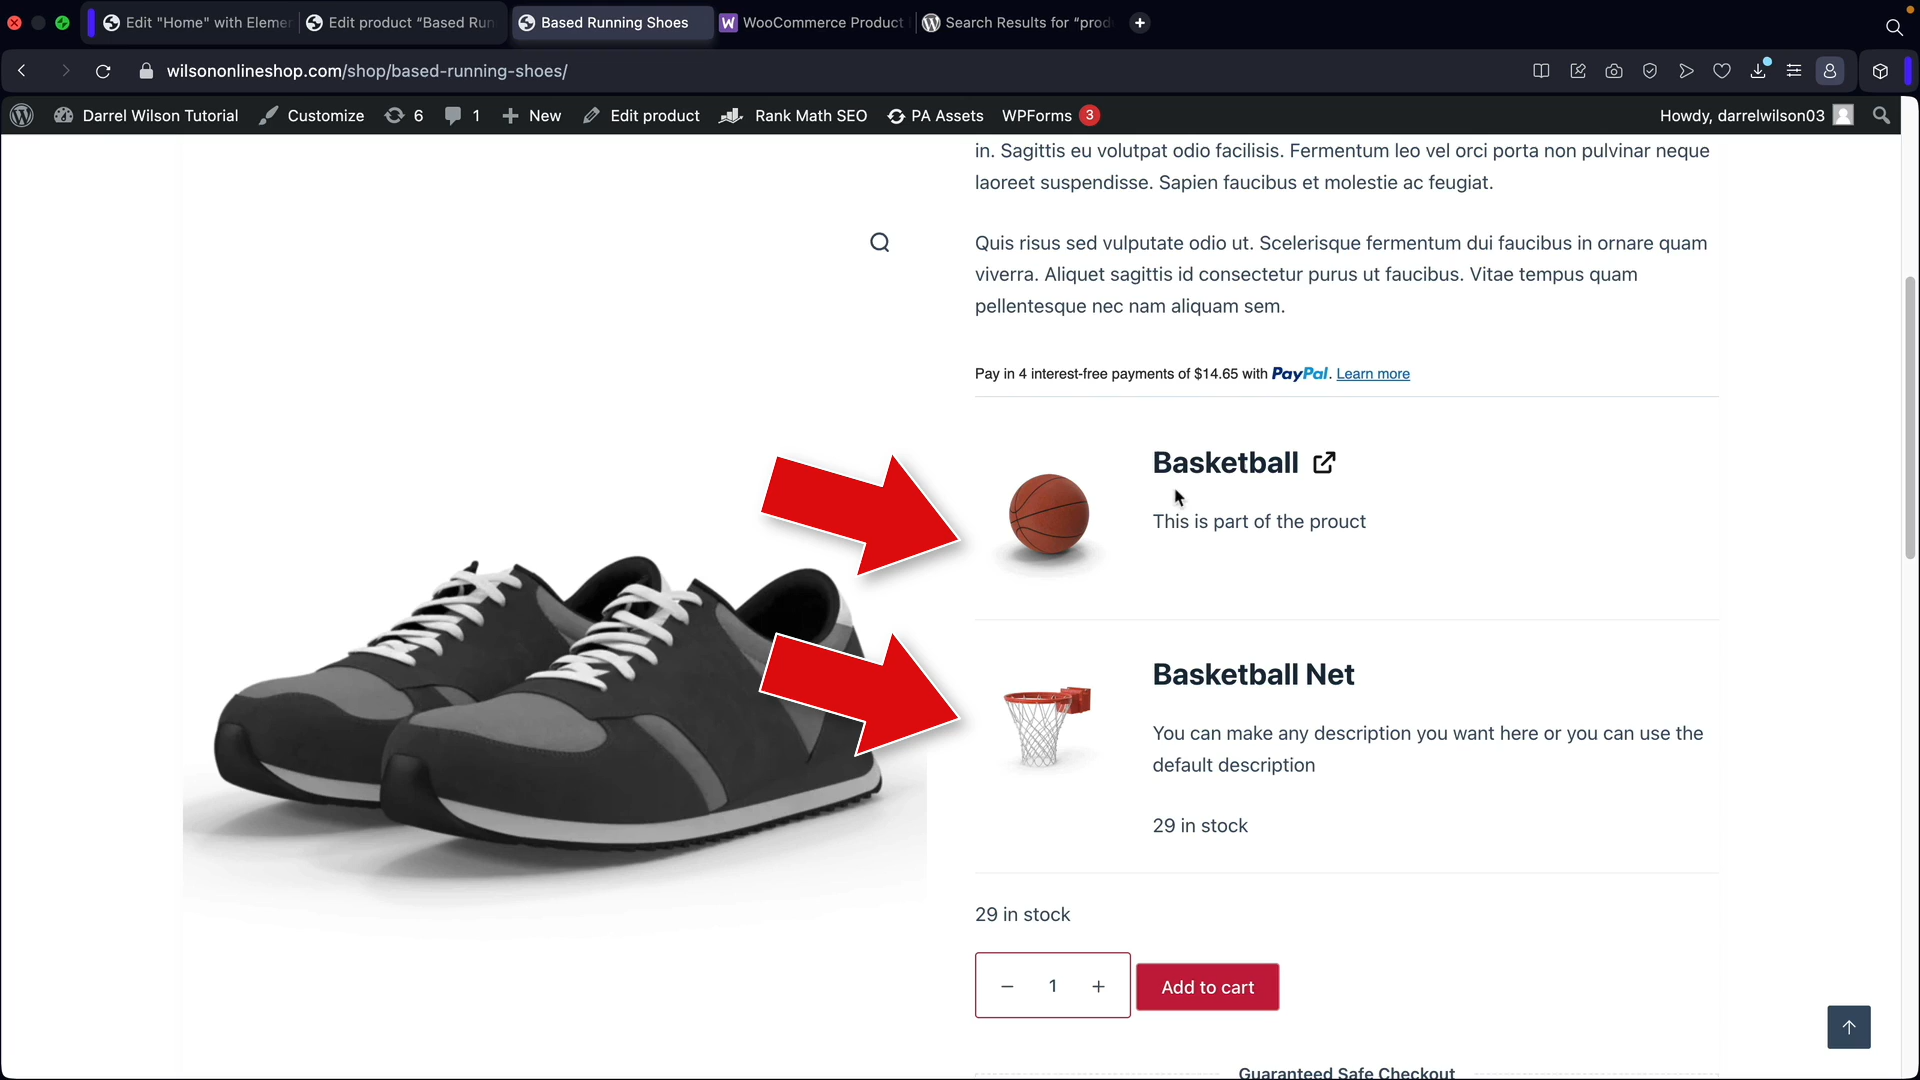 Edit "Home" with Elemen
Edit product "Based Run
Based Running Shoes
WooCommerce Product
Search Results for "prod
wilsononlineshop.com/shop/based-running-shoes/
Darrel Wilson Tutorial
Customize
6
1
New
Edit product
Rank Math SEO
PA Assets
WPForms 3
Howdy, darrelwilson03
in. Sagittis eu volutpat odio facilisis. Fermentum leo vel orci porta non pulvinar neque
laoreet suspendisse. Sapien faucibus et molestie ac feugiat.
Quis risus sed vulputate odio ut. Scelerisque fermentum dui faucibus in ornare quam
viverra. Aliquet sagittis id consectetur purus ut faucibus. Vitae tempus quam
pellentesque nec nam aliquam sem.
Pay in 4 interest-free payments of $14.65 with PayPal. Learn more
Basketball
This is part of the prouct
Basketball Net
You can make any description you want here or you can use the
default description
29 in stock
29 in stock
− 1 +
Add to cart
Guaranteed Safe Checkout